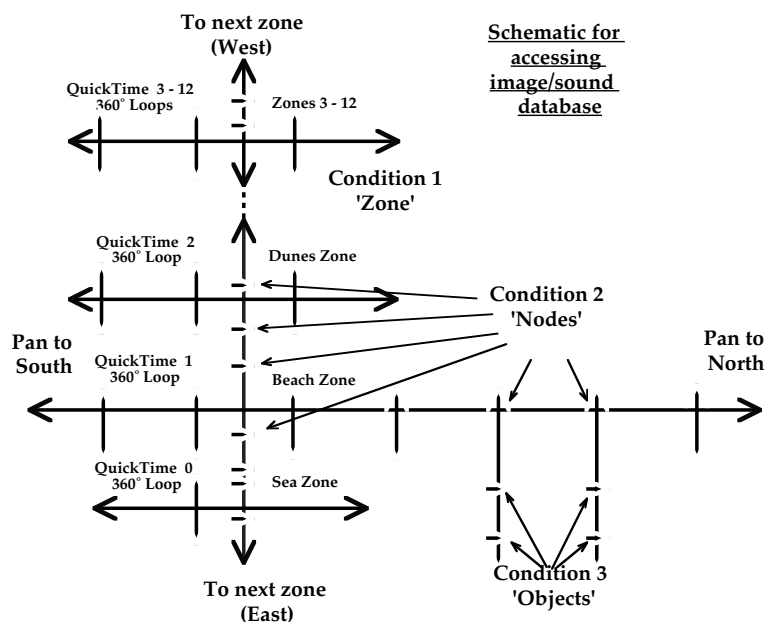 To next zone
(West)
Schematic for
accessing
image/sound
database
QuickTime 3 - 12
360° Loops
Zones 3 - 12
Condition 1
'Zone'
QuickTime 2
360° Loop
Dunes Zone
Condition 2
'Nodes'
Pan to
South
QuickTime 1
360° Loop
Beach Zone
Pan to
North
QuickTime 0
360° Loop
Sea Zone
To next zone
(East)
Condition 3
'Objects'